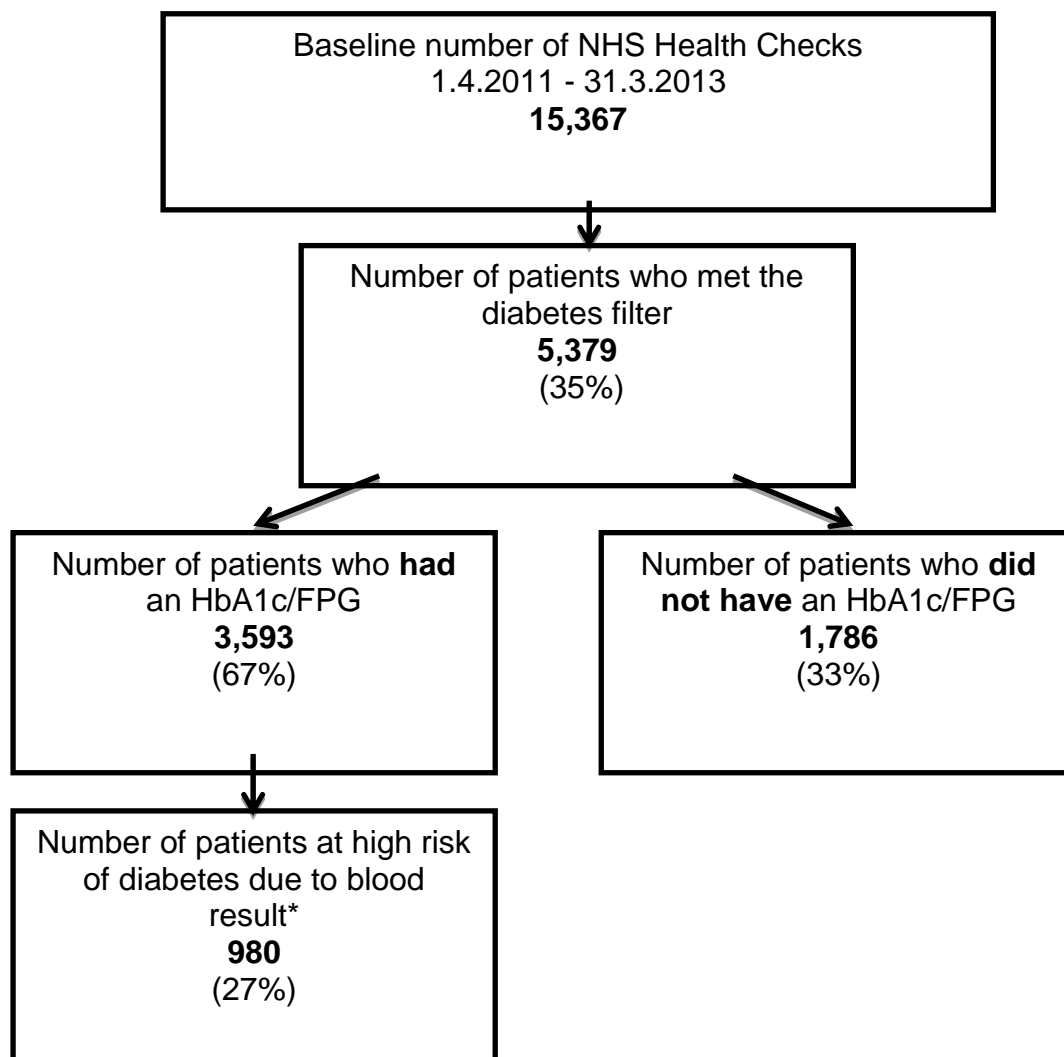 Baseline number of NHS Health Checks
1.4.2011 - 31.3.2013
15,367
Number of patients who met the
diabetes filter
5,379
(35%)
Number of patients who had
an HbA1c/FPG
3,593
(67%)
Number of patients who did
not have an HbA1c/FPG
1,786
(33%)
Number of patients at high risk
of diabetes due to blood
result*
980
(27%)